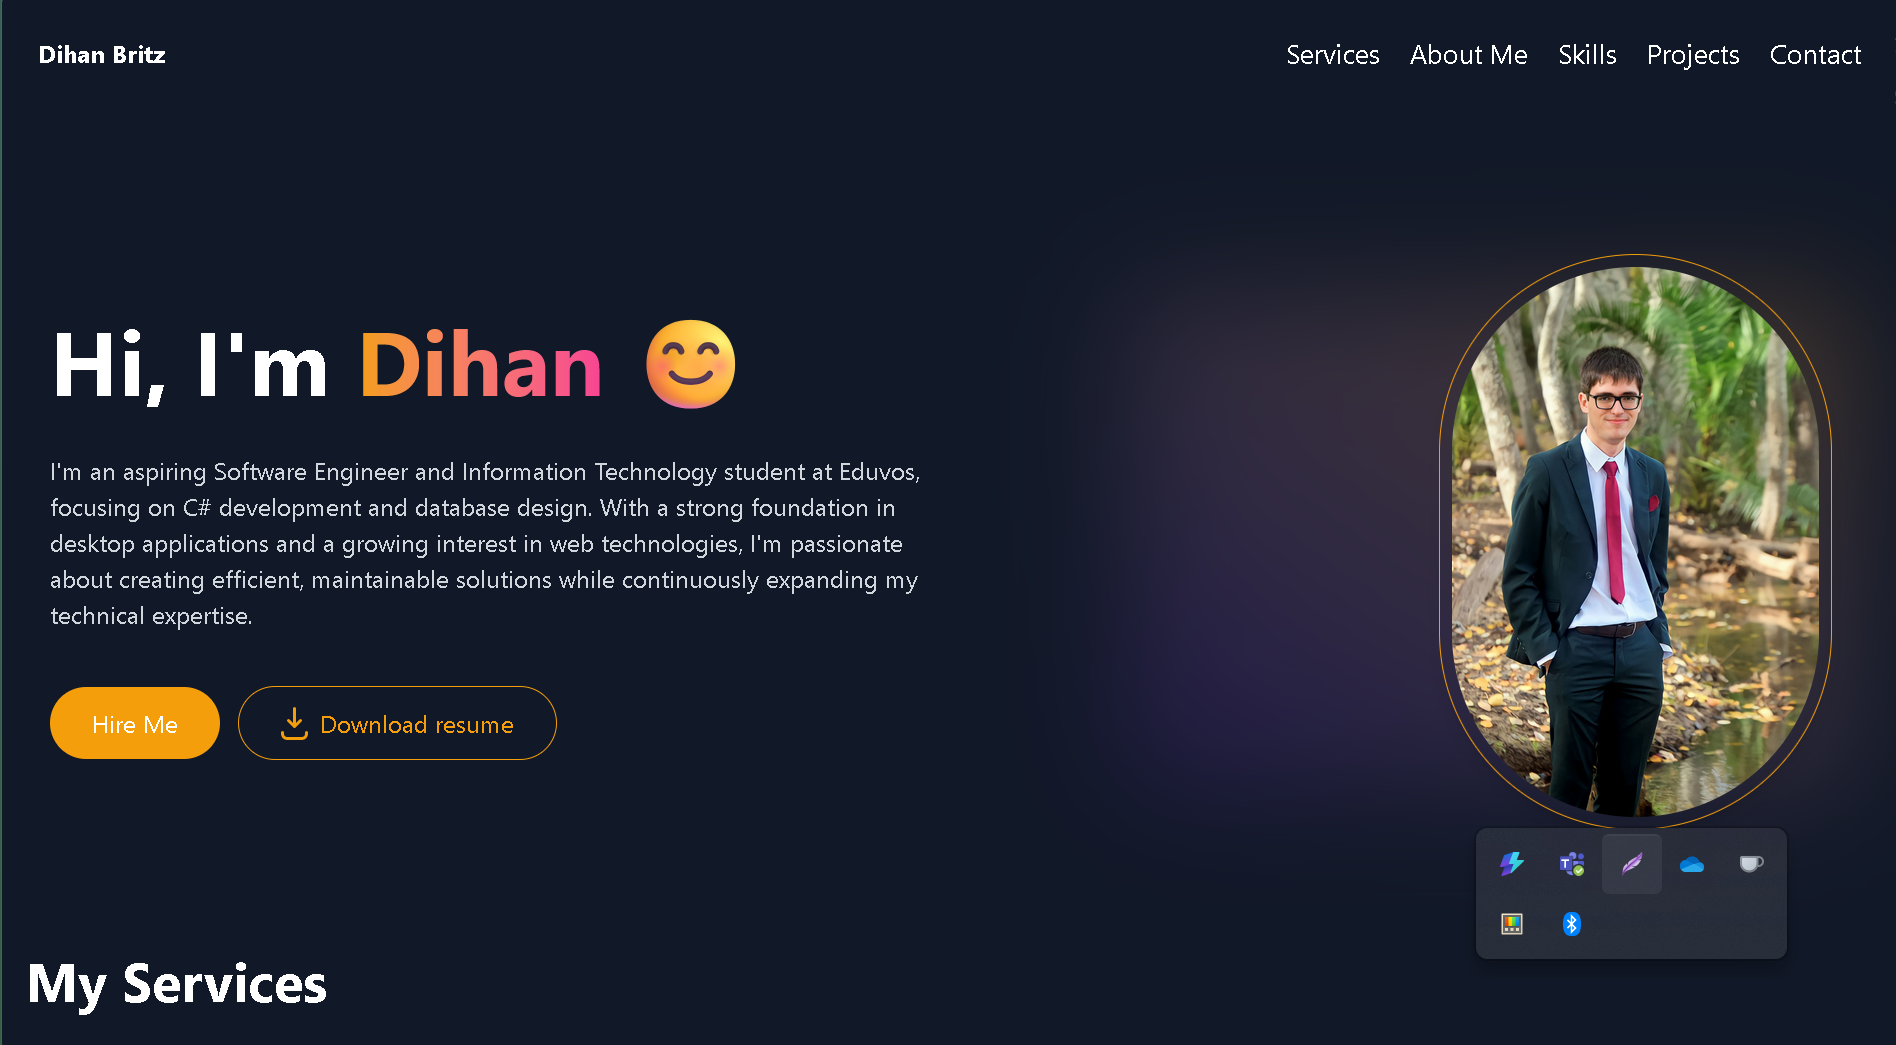 Dihan Britz
Services About Me Skills Projects Contact
Hi, I'm Dihan 😊
I'm an aspiring Software Engineer and Information Technology student at Eduvos,
focusing on C# development and database design. With a strong foundation in
desktop applications and a growing interest in web technologies, I'm passionate
about creating efficient, maintainable solutions while continuously expanding my
technical expertise.
Hire Me
Download resume
My Services